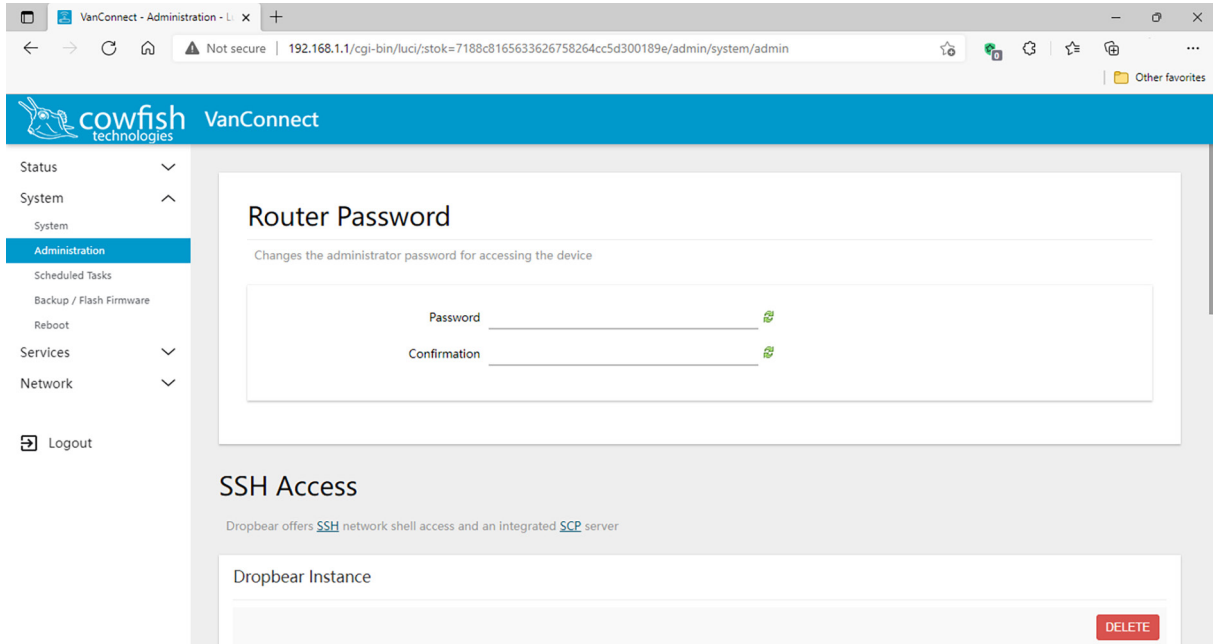 VanConnect - Administration - L
Not secure
192.168.1.1/cgi-bin/luci/;stok=7188c8165633626758264cc5d300189e/admin/system/admin
0
Other favorites
cowfish
technologies
VanConnect
Status
System
System
Administration
Scheduled Tasks
Backup / Flash Firmware
Reboot
Services
Network
Logout
Router Password
Changes the administrator password for accessing the device
Password
Confirmation
SSH Access
Dropbear offers SSH network shell access and an integrated SCP server
Dropbear Instance
DELETE